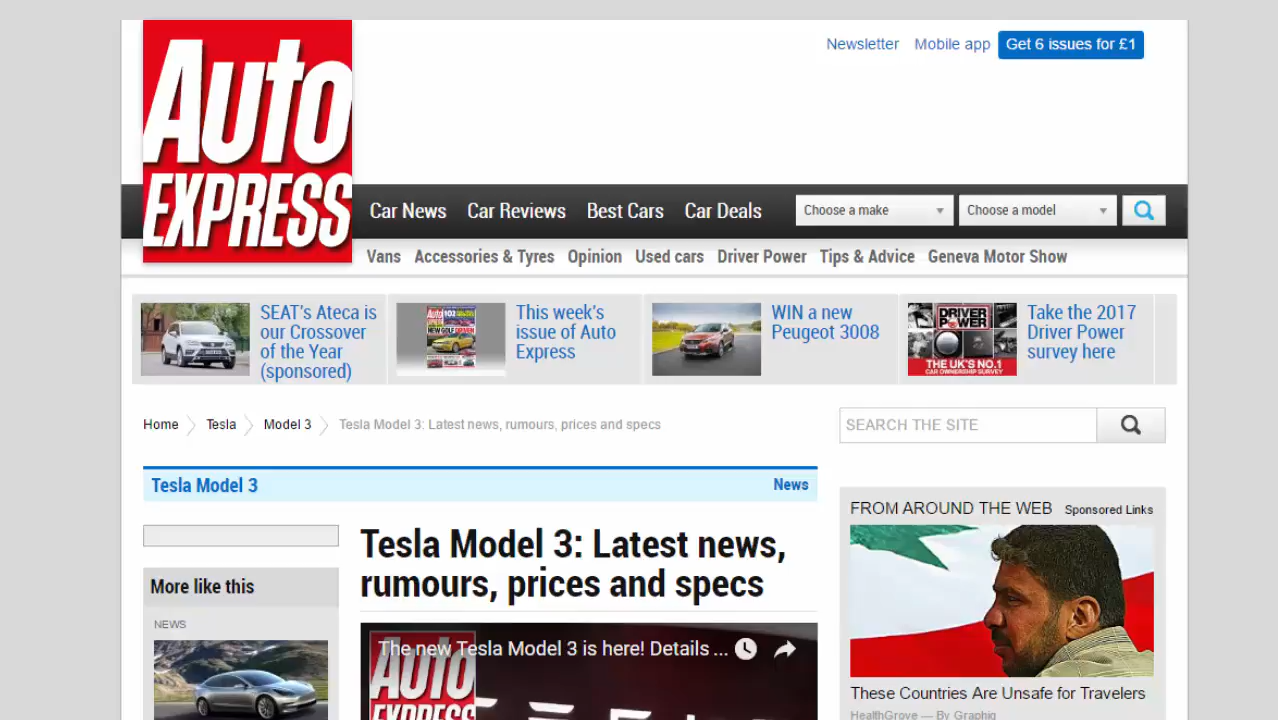 Auto
EXPRESS
Newsletter
Mobile app
Get 6 issues for £1
Car News
Car Reviews
Best Cars
Car Deals
Choose a make
Choose a model
Vans
Accessories & Tyres
Opinion
Used cars
Driver Power
Tips & Advice
Geneva Motor Show
SEAT's Ateca is
our Crossover
of the Year
(sponsored)
This week's
issue of Auto
Express
WIN a new
Peugeot 3008
DRIVER
POWER
THE UK'S NO.1
CAR OWNERSHIP SURVEY
Take the 2017
Driver Power
survey here
Home
Tesla
Model 3
Tesla Model 3: Latest news, rumours, prices and specs
SEARCH THE SITE
Tesla Model 3
News
More like this
NEWS
Tesla Model 3: Latest news,
rumours, prices and specs
The new Tesla Model 3 is here! Details ...
Auto
EXPRESS
FROM AROUND THE WEB
Sponsored Links
These Countries Are Unsafe for Travelers
HealthGrove — By Graphiq